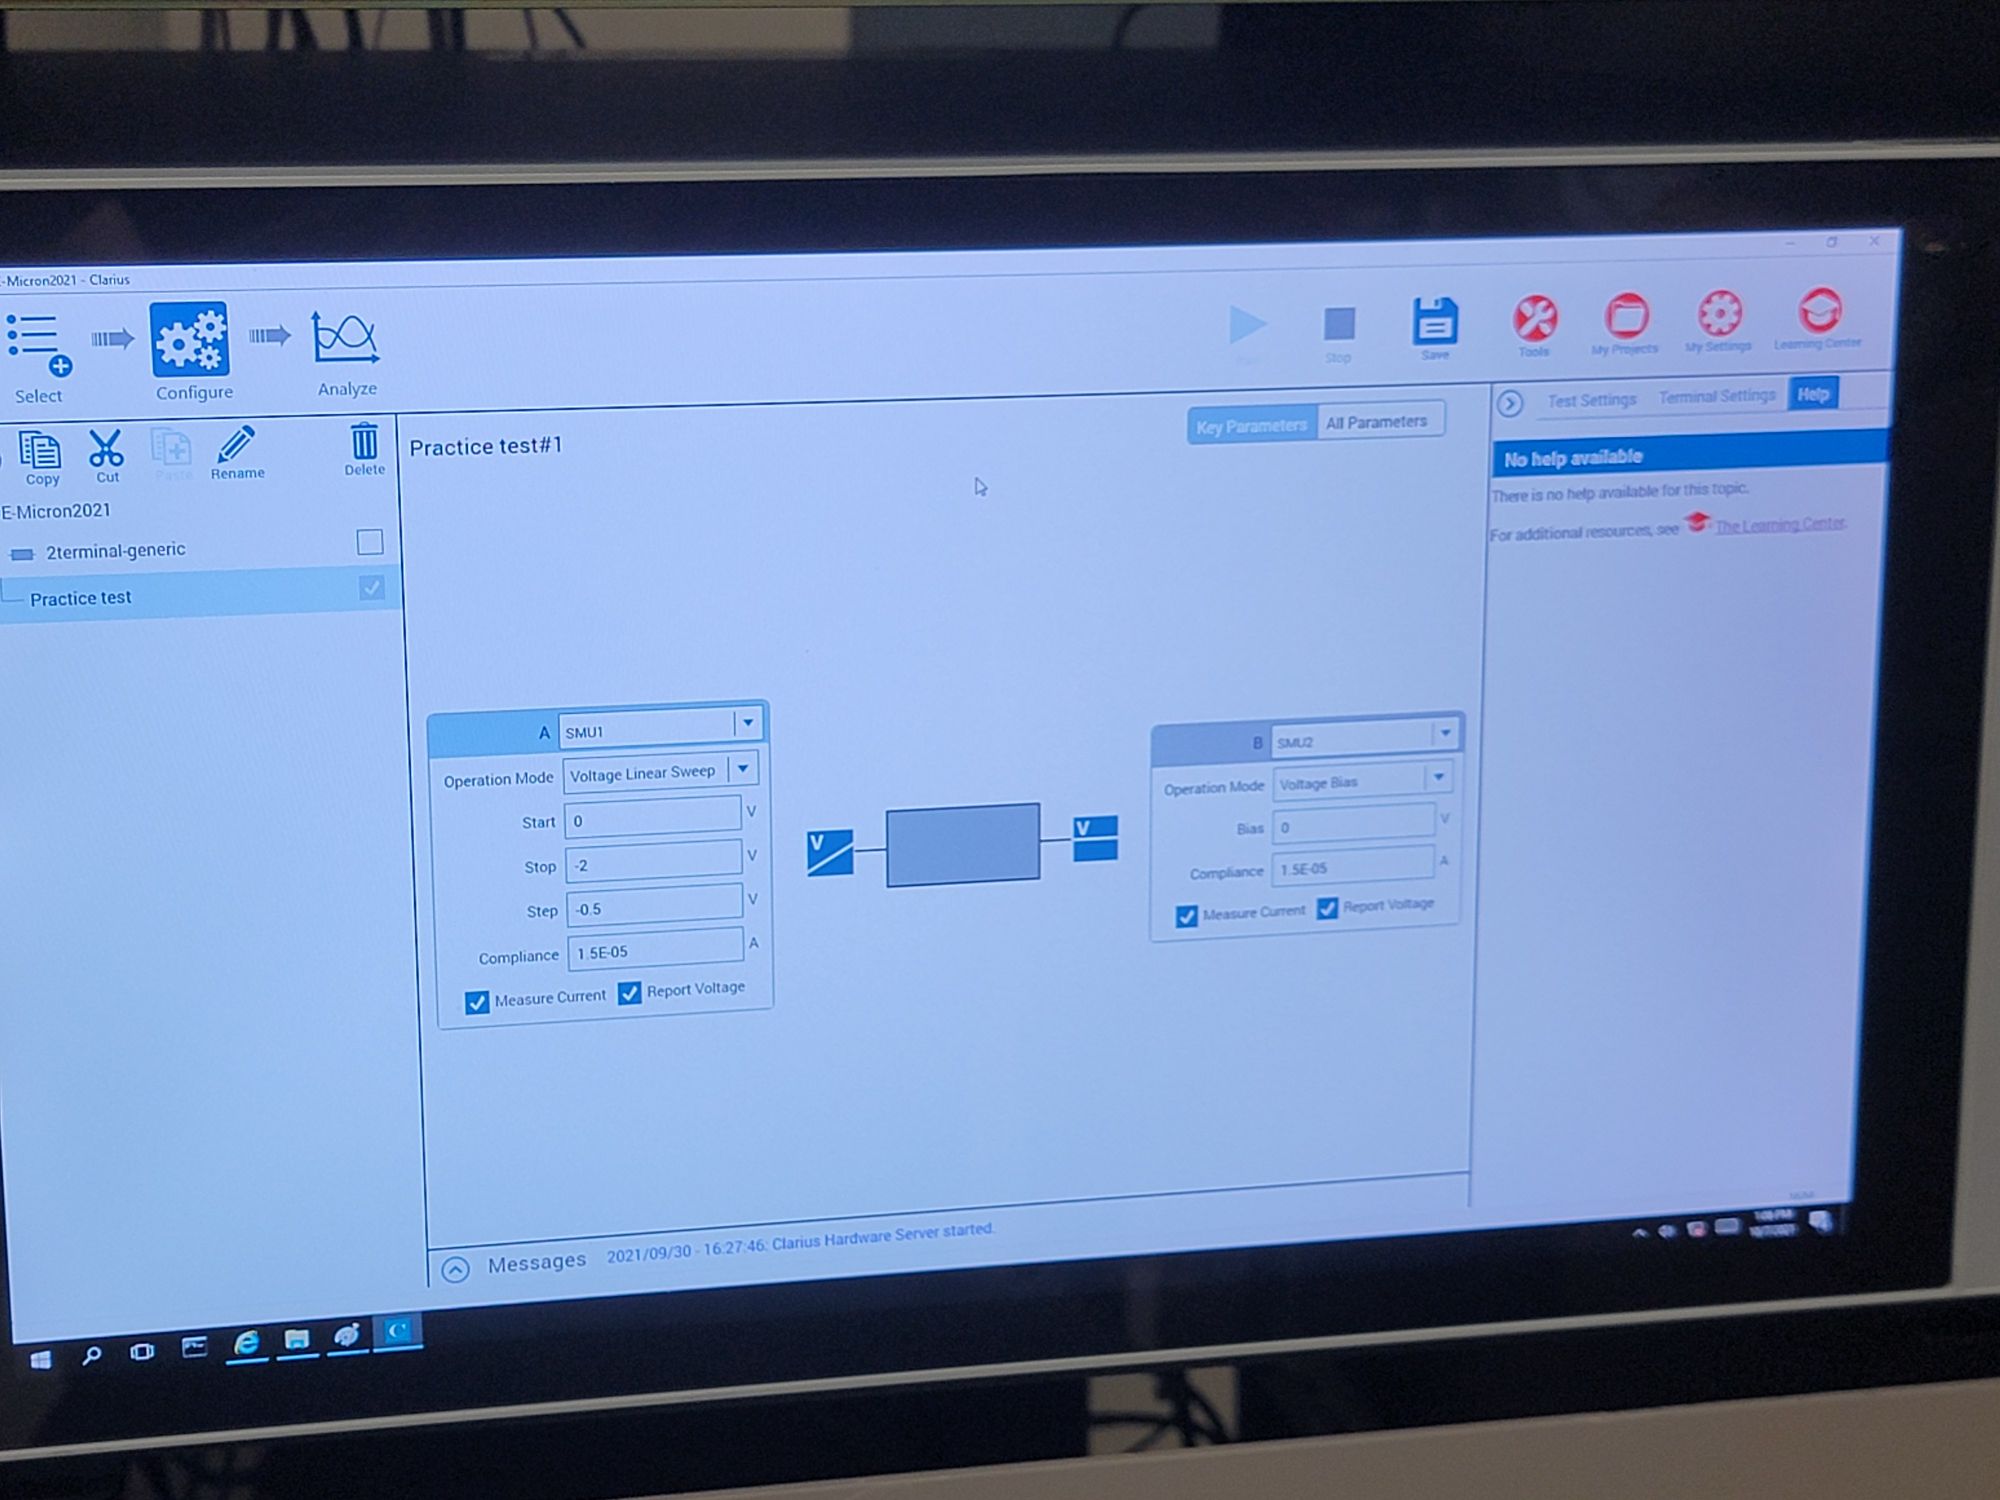 -Micron2021 - Clarius
Select
Configure
Analyze
Stop
Save
Tools
My Projects
My Settings
Learning Center
Copy
Cut
Paste
Rename
Delete
Practice test#1
Key Parameters
All Parameters
Test Settings
Terminal Settings
Help
No help available
There is no help available for this topic.
For additional resources, see The Learning Center.
E-Micron2021
2terminal-generic
Practice test
A SMU1
Operation Mode Voltage Linear Sweep
Start 0 V
Stop -2 V
Step -0.5 V
Compliance 1.5E-05 A
Measure Current Report Voltage
V
V
B SMU2
Operation Mode Voltage Bias
Bias 0 V
Compliance 1.5E-05 A
Measure Current Report Voltage
Messages 2021/09/30 - 16:27:46: Clarius Hardware Server started.